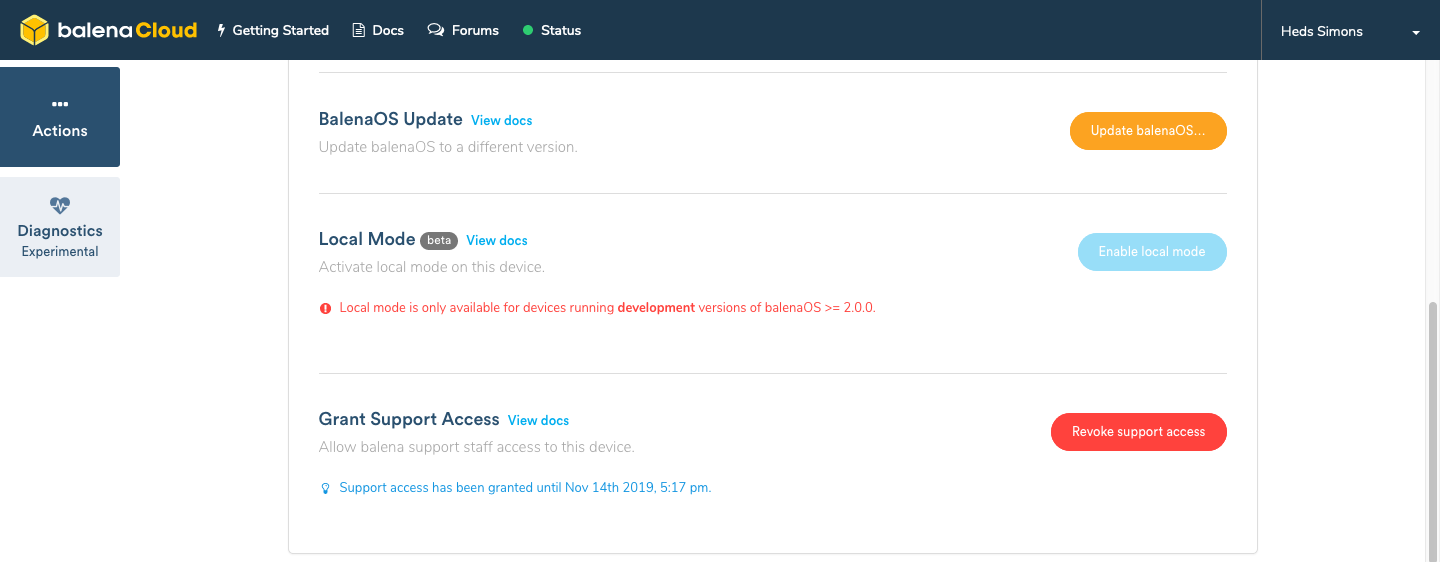 balenaCloud Getting Started Docs Forums Status Heds Simons
Actions
Diagnostics
Experimental
BalenaOS Update View docs
Update balenaOS...
Update balenaOS to a different version.
Local Mode beta View docs
Enable local mode
Activate local mode on this device.
Local mode is only available for devices running development versions of balenaOS >= 2.0.0.
Grant Support Access View docs
Revoke support access
Allow balena support staff access to this device.
Support access has been granted until Nov 14th 2019, 5:17 pm.